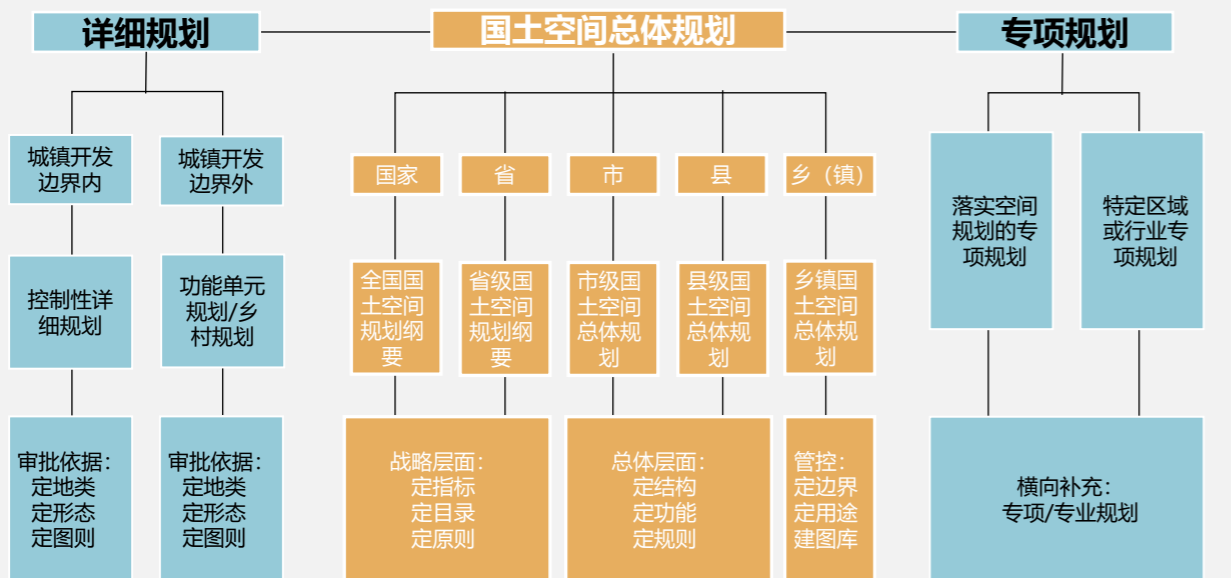 详细规划
国土空间总体规划
专项规划
城镇开发
边界内
城镇开发
边界外
国家
省
市
县
乡（镇）
落实空间
规划的专
项规划
特定区域
或行业专
项规划
控制性详
细规划
功能单元
规划/乡
村规划
全国国
土空间
规划纲
要
省级国
土空间
规划纲
要
市级国
土空间
总体规
划
县级国
土空间
总体规
划
乡镇国
土空间
总体规
划
审批依据：
定地类
定形态
定图则
审批依据：
定地类
定形态
定图则
战略层面：
定指标
定目录
定原则
总体层面：
定结构
定功能
定规则
管控：
定边界
定用途
建图库
横向补充：
专项/专业规划